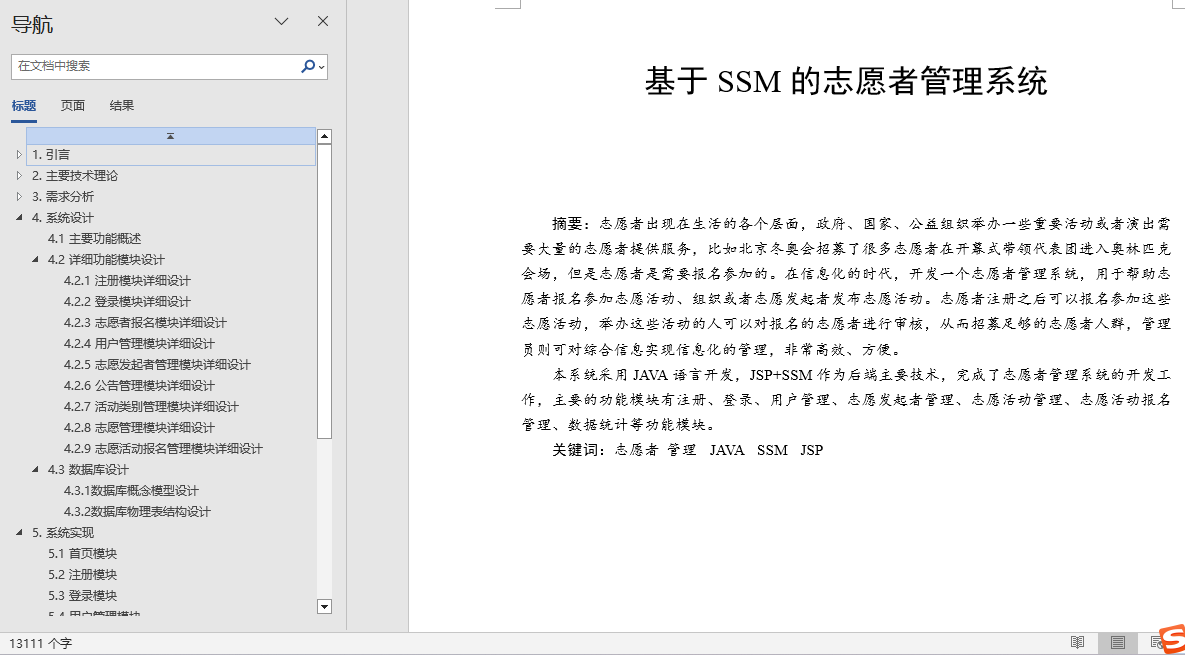 导航
在文档中搜索
标题 页面 结果
1. 引言
2. 主要技术理论
3. 需求分析
4. 系统设计
4.1 主要功能概述
4.2 详细功能模块设计
4.2.1 注册模块详细设计
4.2.2 登录模块详细设计
4.2.3 志愿者报名模块详细设计
4.2.4 用户管理模块详细设计
4.2.5 志愿发起者管理模块详细设计
4.2.6 公告管理模块详细设计
4.2.7 活动类别管理模块详细设计
4.2.8 志愿管理模块详细设计
4.2.9 志愿活动报名管理模块详细设计
4.3 数据库设计
4.3.1数据库概念模型设计
4.3.2数据库物理表结构设计
5. 系统实现
5.1 首页模块
5.2 注册模块
5.3 登录模块
5.4 用户管理模块
13111 个字
基于 SSM 的志愿者管理系统
摘要：志愿者出现在生活的各个层面，政府、国家、公益组织举办一些重要活动或者演出需
要大量的志愿者提供服务，比如北京冬奥会招募了很多志愿者在开幕式带领代表团进入奥林匹克
会场，但是志愿者是需要报名参加的。在信息化的时代，开发一个志愿者管理系统，用于帮助志
愿者报名参加志愿活动、组织或者志愿发起者发布志愿活动。志愿者注册之后可以报名参加这些
志愿活动，举办这些活动的人可以对报名的志愿者进行审核，从而招募足够的志愿者人群，管理
员则可对综合信息实现信息化的管理，非常高效、方便。
本系统采用 JAVA 语言开发，JSP+SSM 作为后端主要技术，完成了志愿者管理系统的开发工
作，主要的功能模块有注册、登录、用户管理、志愿发起者管理、志愿活动管理、志愿活动报名
管理、数据统计等功能模块。
关键词：志愿者 管理 JAVA SSM JSP